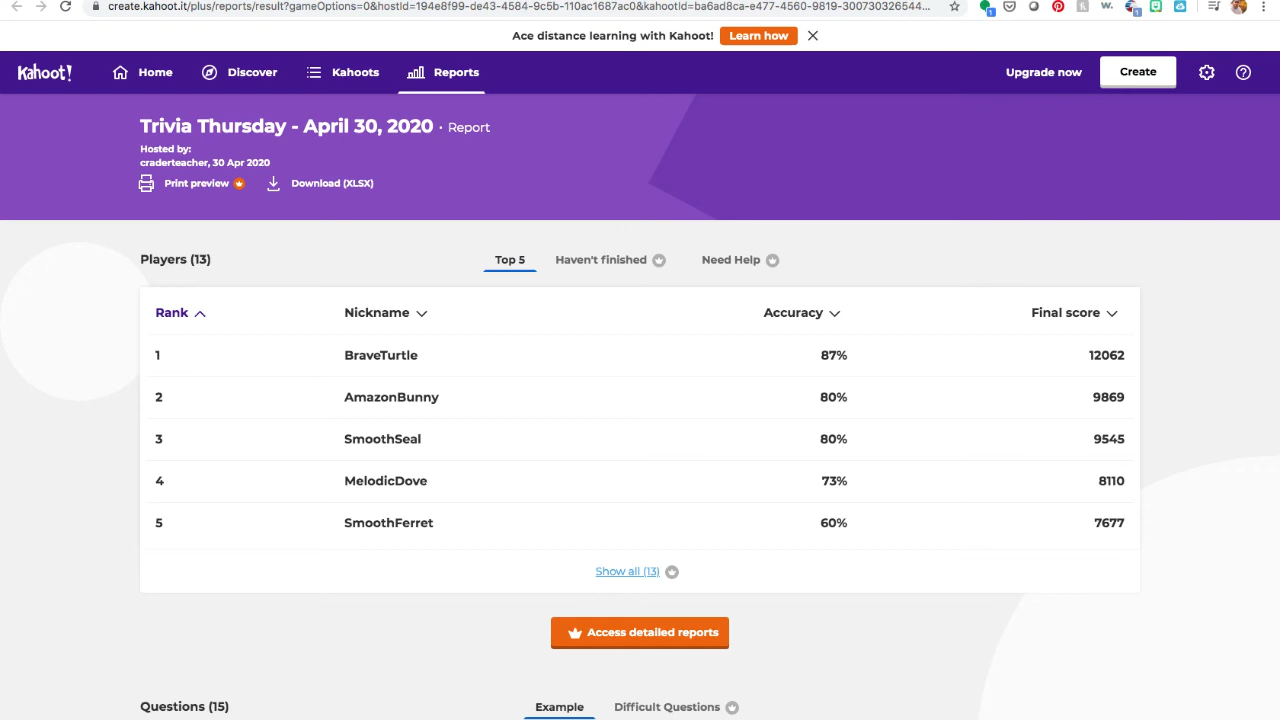 create.kahoot.it/plus/reports/result?gameOptions=0&hostId=194e8f99-de43-4584-9c5b-110ac1687ac0&kahootId=ba6ad8ca-e477-4560-9819-300730326544...
Ace distance learning with Kahoot! Learn how
Kahoot! Home Discover Kahoots Reports Upgrade now Create
Trivia Thursday - April 30, 2020 · Report
Hosted by:
craderteacher, 30 Apr 2020
Print preview Download (XLSX)
Players (13) Top 5 Haven't finished Need Help
Rank Nickname Accuracy Final score
1 BraveTurtle 87% 12062
2 AmazonBunny 80% 9869
3 SmoothSeal 80% 9545
4 MelodicDove 73% 8110
5 SmoothFerret 60% 7677
Show all (13)
Access detailed reports
Questions (15) Example Difficult Questions